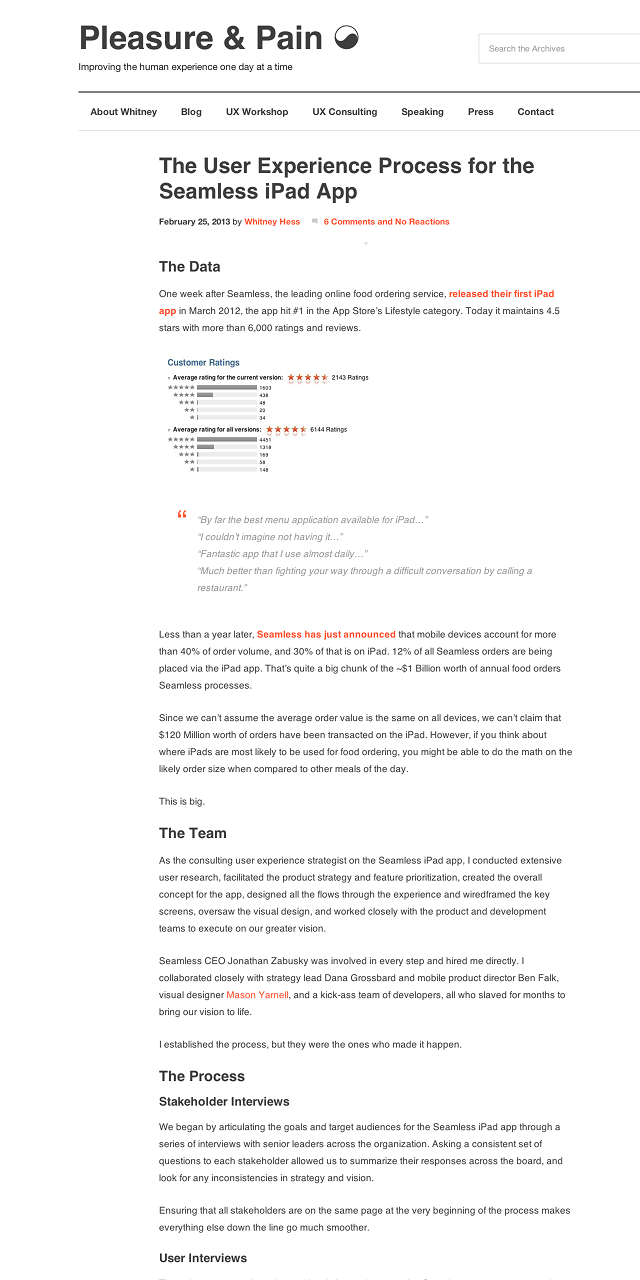 Pleasure & Pain
Improving the human experience one day at a time
Search the Archives
About Whitney Blog UX Workshop UX Consulting Speaking Press Contact
The User Experience Process for the
Seamless iPad App
February 25, 2013 by Whitney Hess 6 Comments and No Reactions
The Data
One week after Seamless, the leading online food ordering service, released their first iPad
app in March 2012, the app hit #1 in the App Store's Lifestyle category. Today it maintains 4.5
stars with more than 6,000 ratings and reviews.
Customer Ratings
Average rating for the current version: 2143 Ratings
1603
438
48
20
34
Average rating for all versions: 6144 Ratings
4451
1318
169
58
148
“By far the best menu application available for iPad…”
“I couldn’t imagine not having it…”
“Fantastic app that I use almost daily…”
“Much better than fighting your way through a difficult conversation by calling a
restaurant.”
Less than a year later, Seamless has just announced that mobile devices account for more
than 40% of order volume, and 30% of that is on iPad. 12% of all Seamless orders are being
placed via the iPad app. That’s quite a big chunk of the ~$1 Billion worth of annual food orders
Seamless processes.
Since we can’t assume the average order value is the same on all devices, we can’t claim that
$120 Million worth of orders have been transacted on the iPad. However, if you think about
where iPads are most likely to be used for food ordering, you might be able to do the math on the
likely order size when compared to other meals of the day.
This is big.
The Team
As the consulting user experience strategist on the Seamless iPad app, I conducted extensive
user research, facilitated the product strategy and feature prioritization, created the overall
concept for the app, designed all the flows through the experience and wireframed the key
screens, oversaw the visual design, and worked closely with the product and development
teams to execute on our greater vision.
Seamless CEO Jonathan Zabusky was involved in every step and hired me directly. I
collaborated closely with strategy lead Dana Grossbard and mobile product director Ben Falk,
visual designer Mason Yarnell, and a kick-ass team of developers, all who slaved for months to
bring our vision to life.
I established the process, but they were the ones who made it happen.
The Process
Stakeholder Interviews
We began by articulating the goals and target audiences for the Seamless iPad app through a
series of interviews with senior leaders across the organization. Asking a consistent set of
questions to each stakeholder allowed us to summarize their responses across the board, and
look for any inconsistencies in strategy and vision.
Ensuring that all stakeholders are on the same page at the very beginning of the process makes
everything else down the line go much smoother.
User Interviews